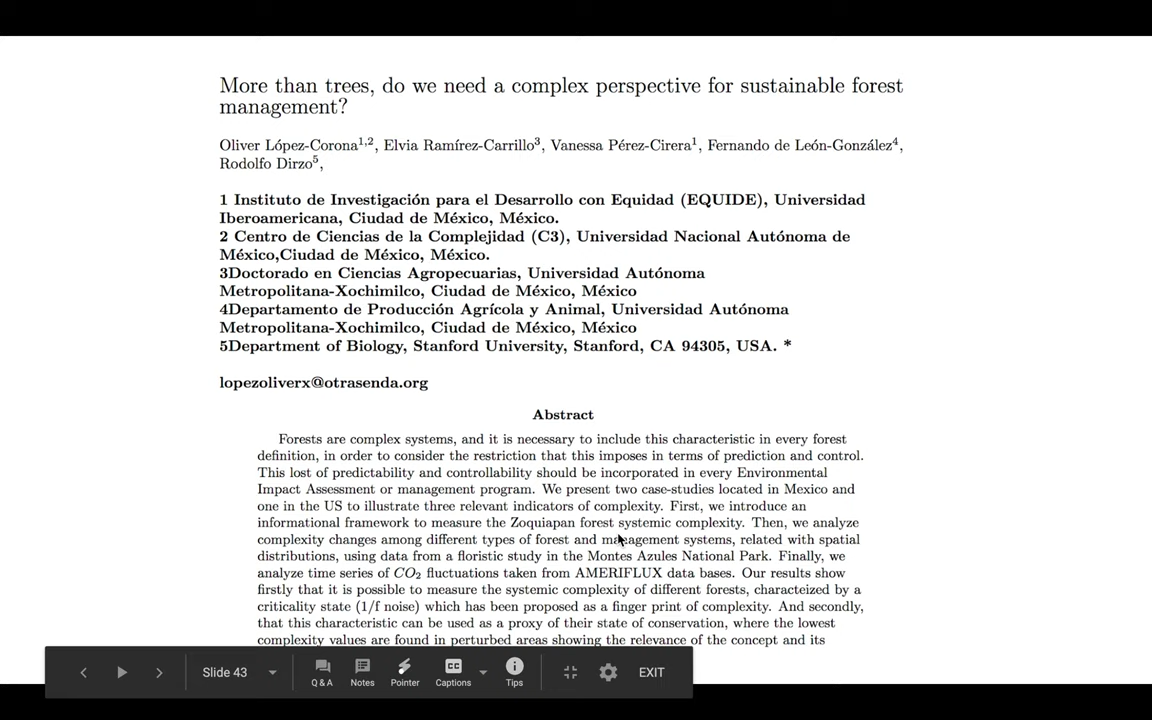 More than trees, do we need a complex perspective for sustainable forest
management?
Oliver López-Corona1,2, Elvia Ramírez-Carrillo3, Vanessa Pérez-Cirera1, Fernando de León-González4,
Rodolfo Dirzo5,
1 Instituto de Investigación para el Desarrollo con Equidad (EQUIDE), Universidad
Iberoamericana, Ciudad de México, México.
2 Centro de Ciencias de la Complejidad (C3), Universidad Nacional Autónoma de
México,Ciudad de México, México.
3Doctorado en Ciencias Agropecuarias, Universidad Autónoma
Metropolitana-Xochimilco, Ciudad de México, México
4Departamento de Producción Agrícola y Animal, Universidad Autónoma
Metropolitana-Xochimilco, Ciudad de México, México
5Department of Biology, Stanford University, Stanford, CA 94305, USA. *
lopezoliverx@otrasenda.org
Abstract
Forests are complex systems, and it is necessary to include this characteristic in every forest
definition, in order to consider the restriction that this imposes in terms of prediction and control.
This lost of predictability and controllability should be incorporated in every Environmental
Impact Assessment or management program. We present two case-studies located in Mexico and
one in the US to illustrate three relevant indicators of complexity. First, we introduce an
informational framework to measure the Zoquiapan forest systemic complexity. Then, we analyze
complexity changes among different types of forest and management systems, related with spatial
distributions, using data from a floristic study in the Montes Azules National Park. Finally, we
analyze time series of CO2 fluctuations taken from AMERIFLUX data bases. Our results show
firstly that it is possible to measure the systemic complexity of different forests, characteized by a
criticality state (1/f noise) which has been proposed as a finger print of complexity. And secondly,
that this characteristic can be used as a proxy of their state of conservation, where the lowest
complexity values are found in perturbed areas showing the relevance of the concept and its
Slide 43
Q & A
Notes
Pointer
CC
Captions
Tips
EXIT